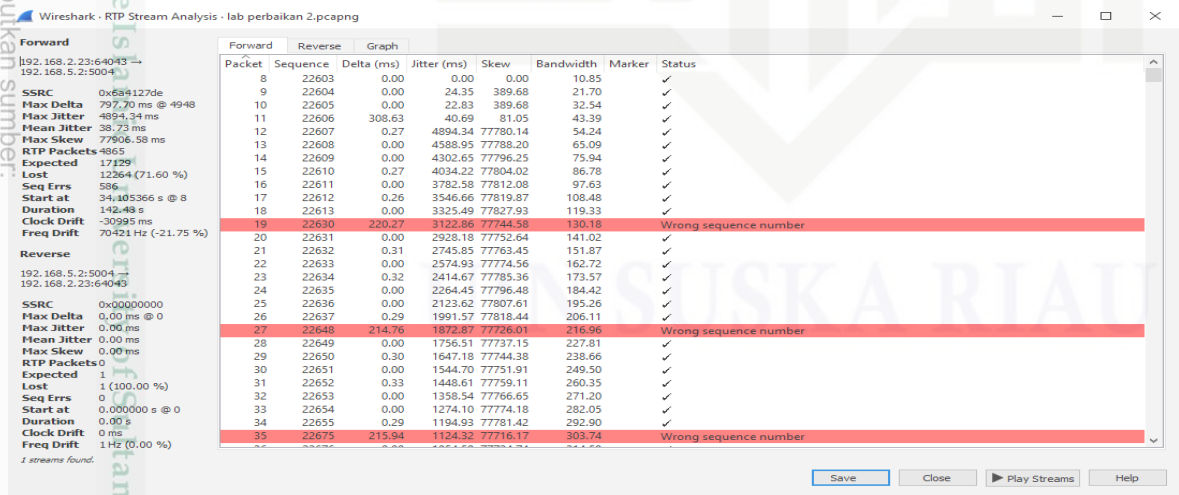 Wireshark · RTP Stream Analysis · lab perbaikan 2.pcapng
Forward
192.168.2.23:64043 →
192.168.5.2:5004
SSRC 0x6a4127de
Max Delta 797.70 ms @ 4948
Max Jitter 4894.34 ms
Mean Jitter 38.73 ms
Max Skew 77906.58 ms
RTP Packets 4865
Expected 17129
Lost 12264 (71.60 %)
Seq Errs 586
Start at 34.105366 s @ 8
Duration 142.48 s
Clock Drift -30995 ms
Freq Drift 70421 Hz (-21.75 %)
Reverse
192.168.5.2:5004 →
192.168.2.23:64043
SSRC 0x00000000
Max Delta 0.00 ms @ 0
Max Jitter 0.00 ms
Mean Jitter 0.00 ms
Max Skew 0.00 ms
RTP Packets 0
Expected 1
Lost 1 (100.00 %)
Seq Errs 0
Start at 0.000000 s @ 0
Duration 0.00 s
Clock Drift 0 ms
Freq Drift 1 Hz (0.00 %)
1 streams found.
Forward Reverse Graph
Packet Sequence Delta (ms) Jitter (ms) Skew Bandwidth Marker Status
8 22603 0.00 0.00 0.00 10.85 ✓
9 22604 0.00 24.35 389.68 21.70 ✓
10 22605 0.00 22.83 389.68 32.54 ✓
11 22606 308.63 40.69 81.05 43.39 ✓
12 22607 0.27 4894.34 77780.14 54.24 ✓
13 22608 0.00 4588.95 77788.20 65.09 ✓
14 22609 0.00 4302.65 77796.25 75.94 ✓
15 22610 0.27 4034.22 77804.02 86.78 ✓
16 22611 0.00 3782.58 77812.08 97.63 ✓
17 22612 0.26 3546.66 77819.87 108.48 ✓
18 22613 0.00 3325.49 77827.93 119.33 ✓
19 22630 220.27 3122.86 77744.58 130.18 Wrong sequence number
20 22631 0.00 2928.18 77752.64 141.02 ✓
21 22632 0.31 2745.85 77763.45 151.87 ✓
22 22633 0.00 2574.93 77774.56 162.72 ✓
23 22634 0.32 2414.67 77785.36 173.57 ✓
24 22635 0.00 2264.45 77796.48 184.42 ✓
25 22636 0.00 2123.62 77807.61 195.26 ✓
26 22637 0.29 1991.57 77818.44 206.11 ✓
27 22648 214.76 1872.87 77726.01 216.96 Wrong sequence number
28 22649 0.00 1756.51 77737.15 227.81 ✓
29 22650 0.30 1647.18 77744.38 238.66 ✓
30 22651 0.00 1544.70 77751.91 249.50 ✓
31 22652 0.33 1448.61 77759.11 260.35 ✓
32 22653 0.00 1358.54 77766.65 271.20 ✓
33 22654 0.00 1274.10 77774.18 282.05 ✓
34 22655 0.29 1194.93 77781.42 292.90 ✓
35 22675 215.94 1124.32 77716.17 303.74 Wrong sequence number
Save Close Play Streams Help
UIN SUSKA RIAU
sumber:
of Sultan